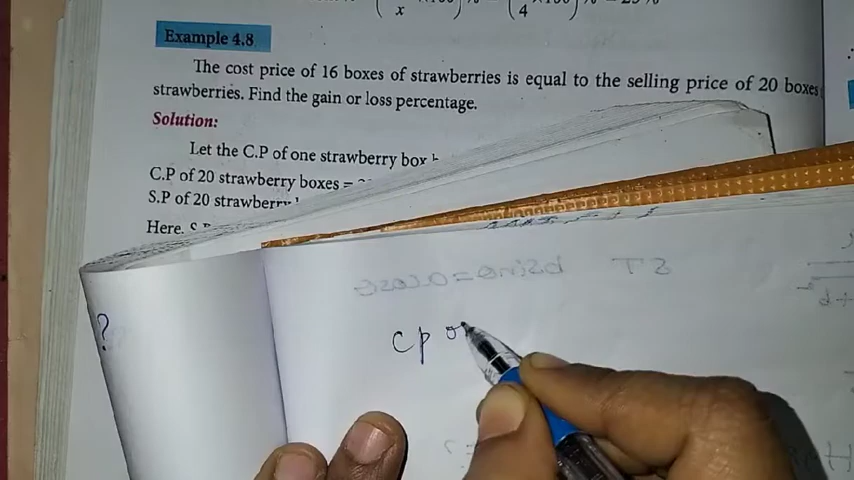 Example 4.8
The cost price of 16 boxes of strawberries is equal to the selling price of 20 boxes
strawberries. Find the gain or loss percentage.
Solution:
Let the C.P of one strawberry box
C.P of 20 strawberry boxes =
S.P of 20 strawberry
Here,
?
Cp o